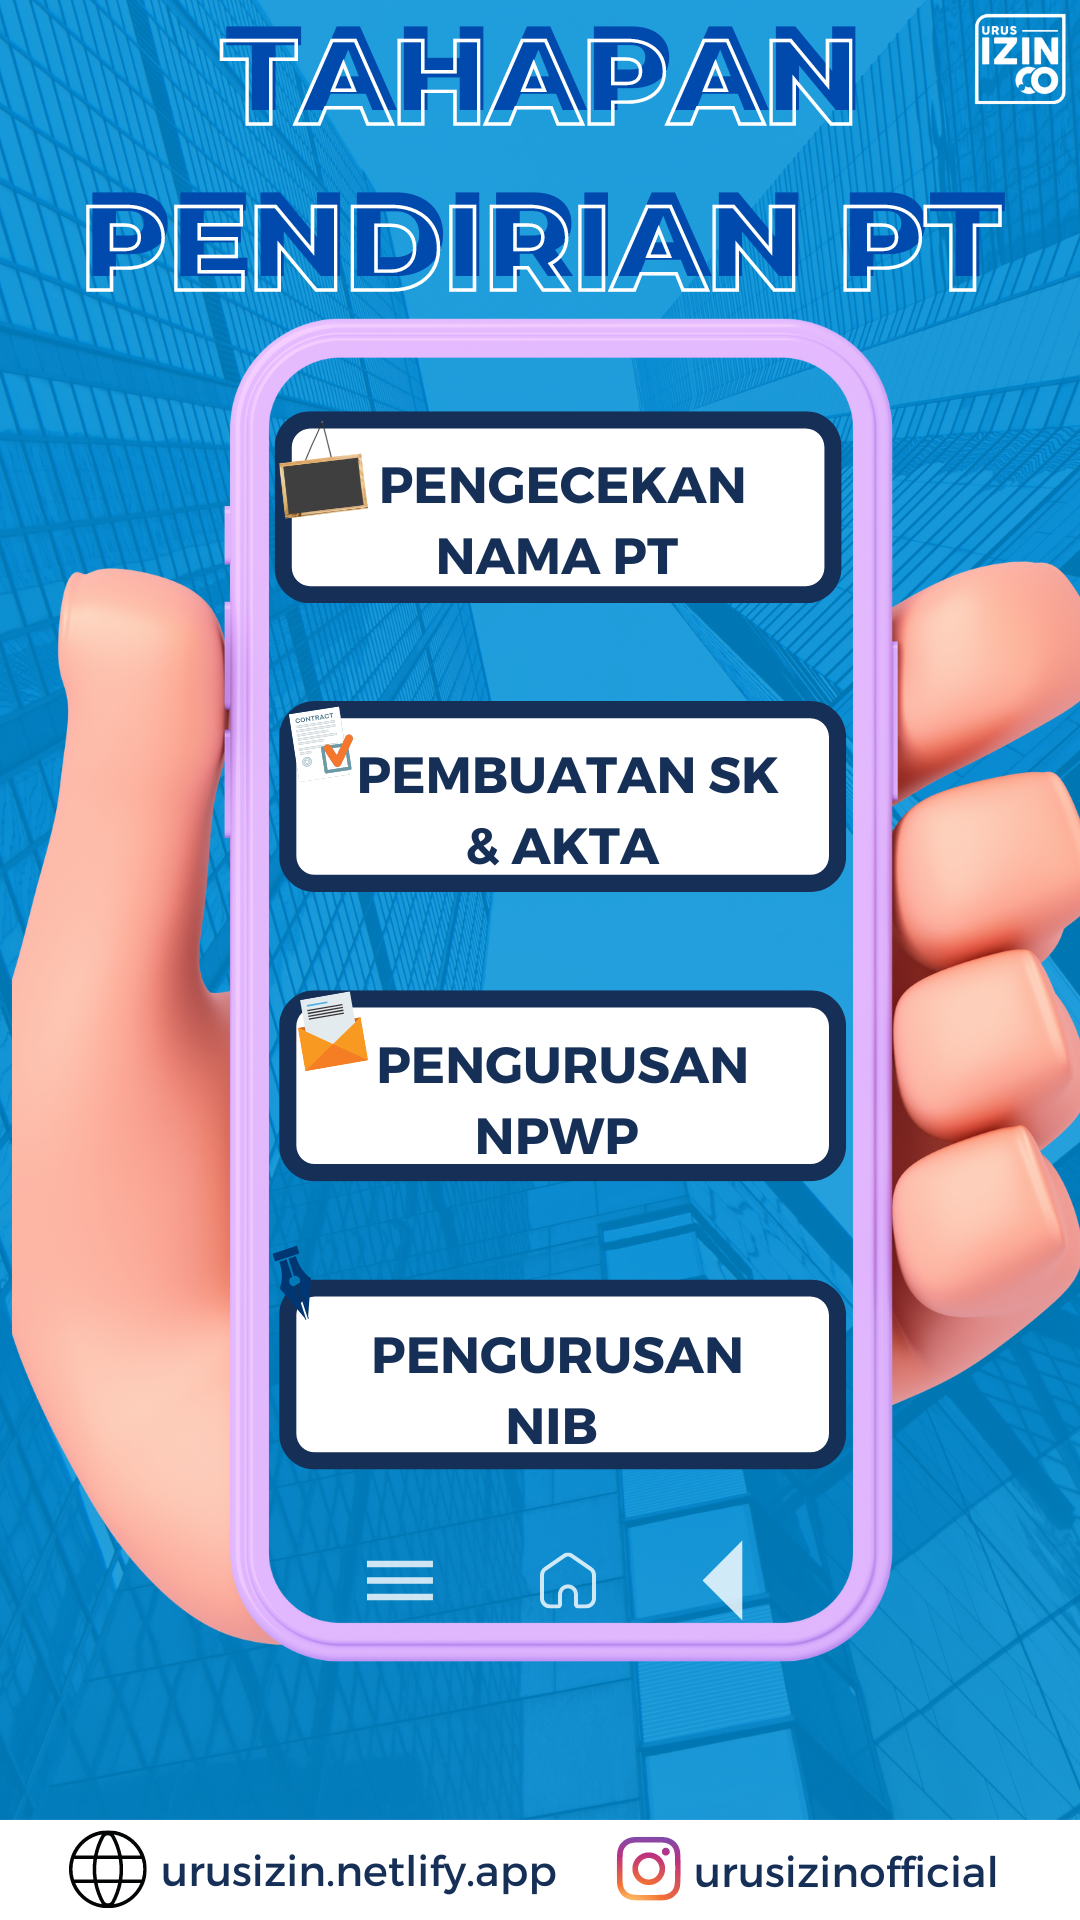 TAHAPAN
URUS
IZIN
CO
PENDIRIAN PT
PENGECEKAN
NAMA PT
CONTRACT
PEMBUATAN SK
& AKTA
PENGURUSAN
NPWP
PENGURUSAN
NIB
urusizin.netlify.app
urusizinofficial